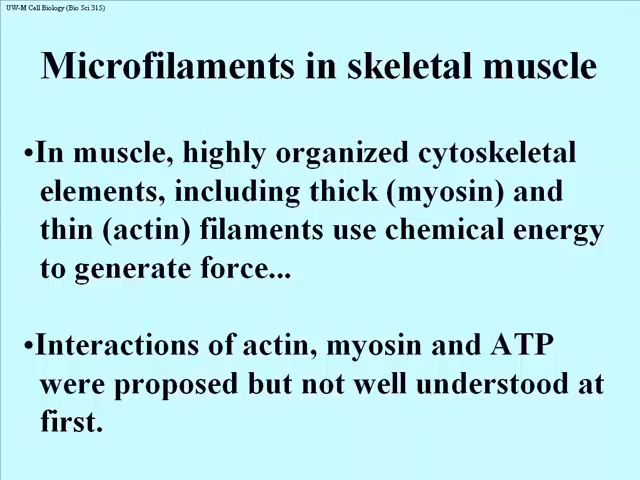 UW-M Cell Biology (Bio Sci 315)
Microfilaments in skeletal muscle
•In muscle, highly organized cytoskeletal
elements, including thick (myosin) and
thin (actin) filaments use chemical energy
to generate force...
•Interactions of actin, myosin and ATP
were proposed but not well understood at
first.